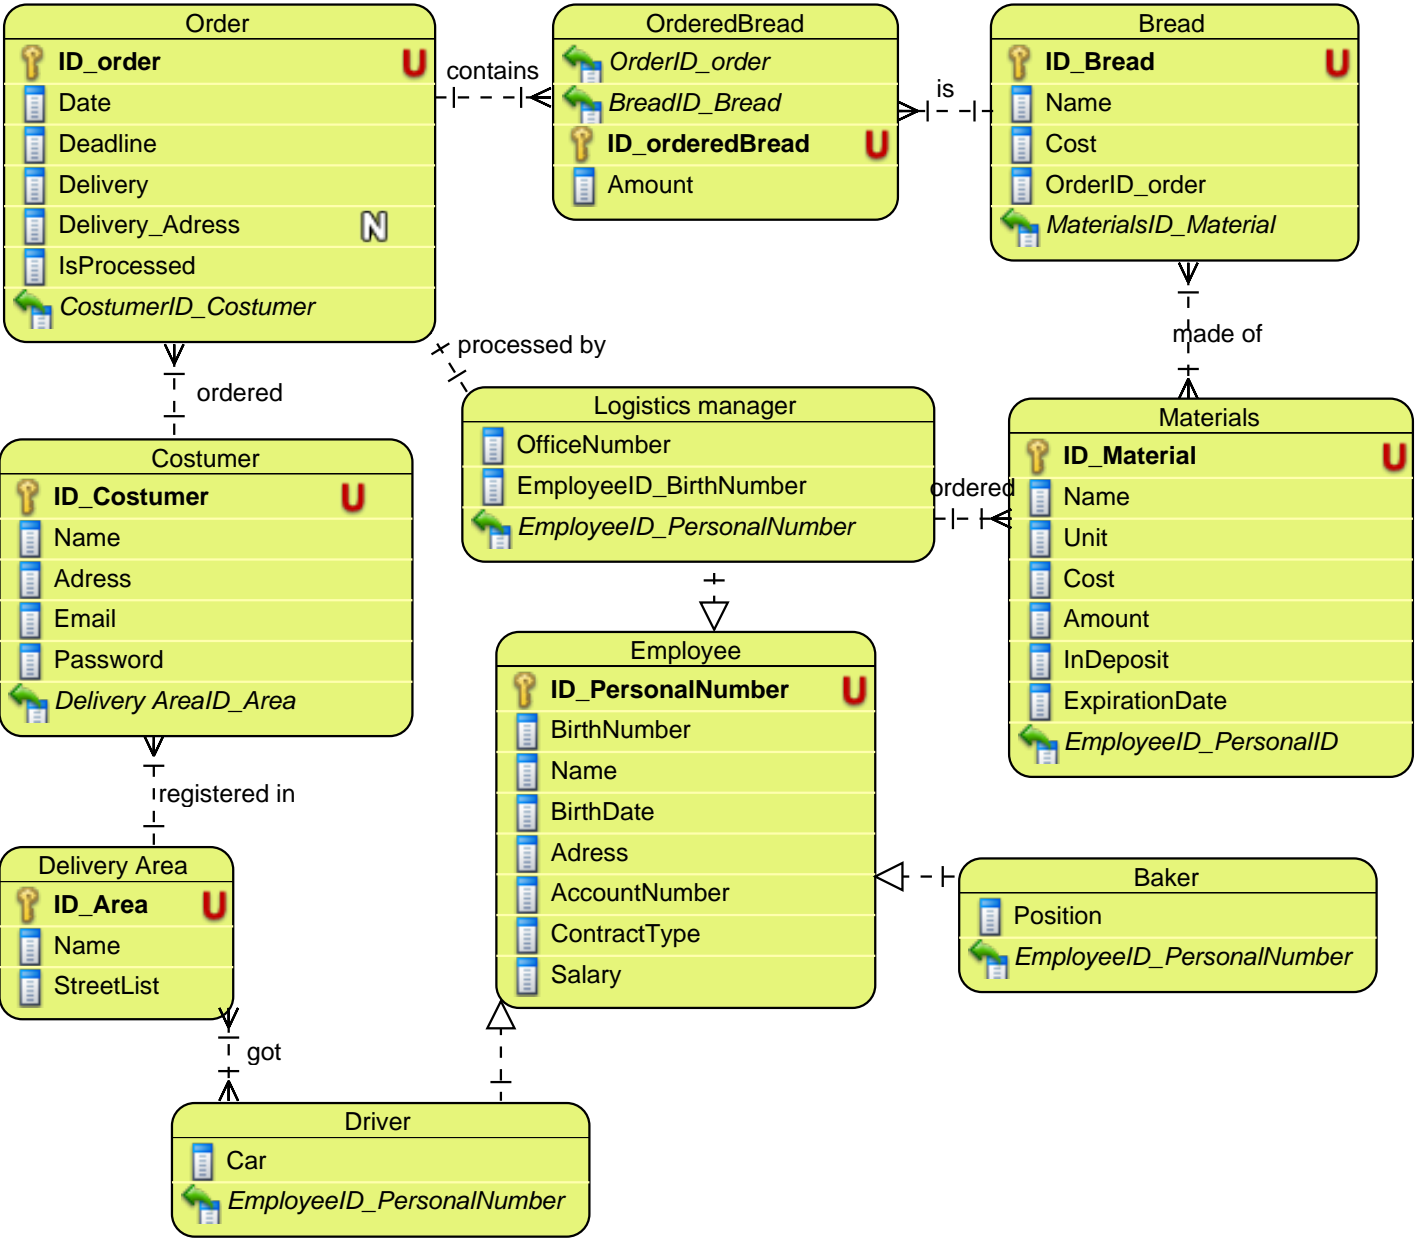 Order
ID_order U
Date
Deadline
Delivery
Delivery_Adress N
IsProcessed
CostumerID_Costumer
contains
OrderedBread
OrderID_order
BreadID_Bread
ID_orderedBread U
Amount
is
Bread
ID_Bread U
Name
Cost
OrderID_order
MaterialsID_Material
ordered
processed by
made of
Costumer
ID_Costumer U
Name
Adress
Email
Password
Delivery AreaID_Area
Logistics manager
OfficeNumber
EmployeeID_BirthNumber
EmployeeID_PersonalNumber
ordered
Materials
ID_Material U
Name
Unit
Cost
Amount
InDeposit
ExpirationDate
EmployeeID_PersonalID
registered in
Employee
ID_PersonalNumber U
BirthNumber
Name
BirthDate
Adress
AccountNumber
ContractType
Salary
Delivery Area
ID_Area U
Name
StreetList
Baker
Position
EmployeeID_PersonalNumber
got
Driver
Car
EmployeeID_PersonalNumber